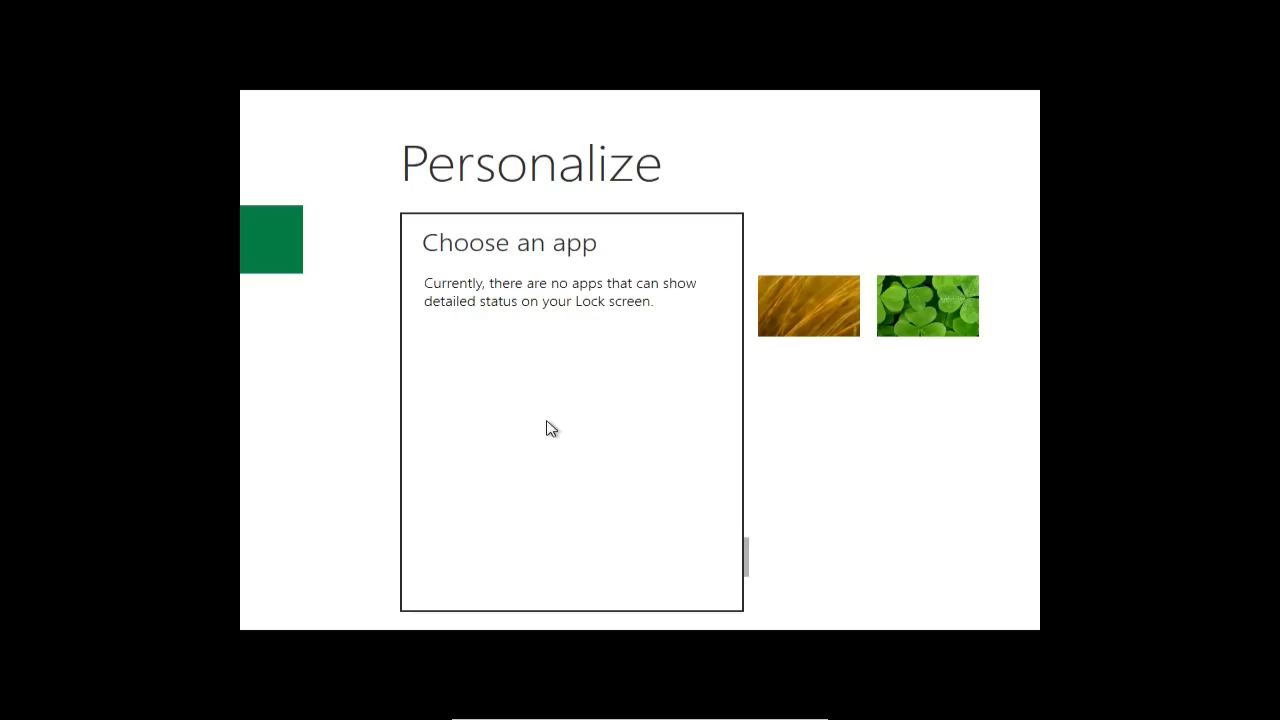 Personalize
Choose an app
Currently, there are no apps that can show
detailed status on your Lock screen.